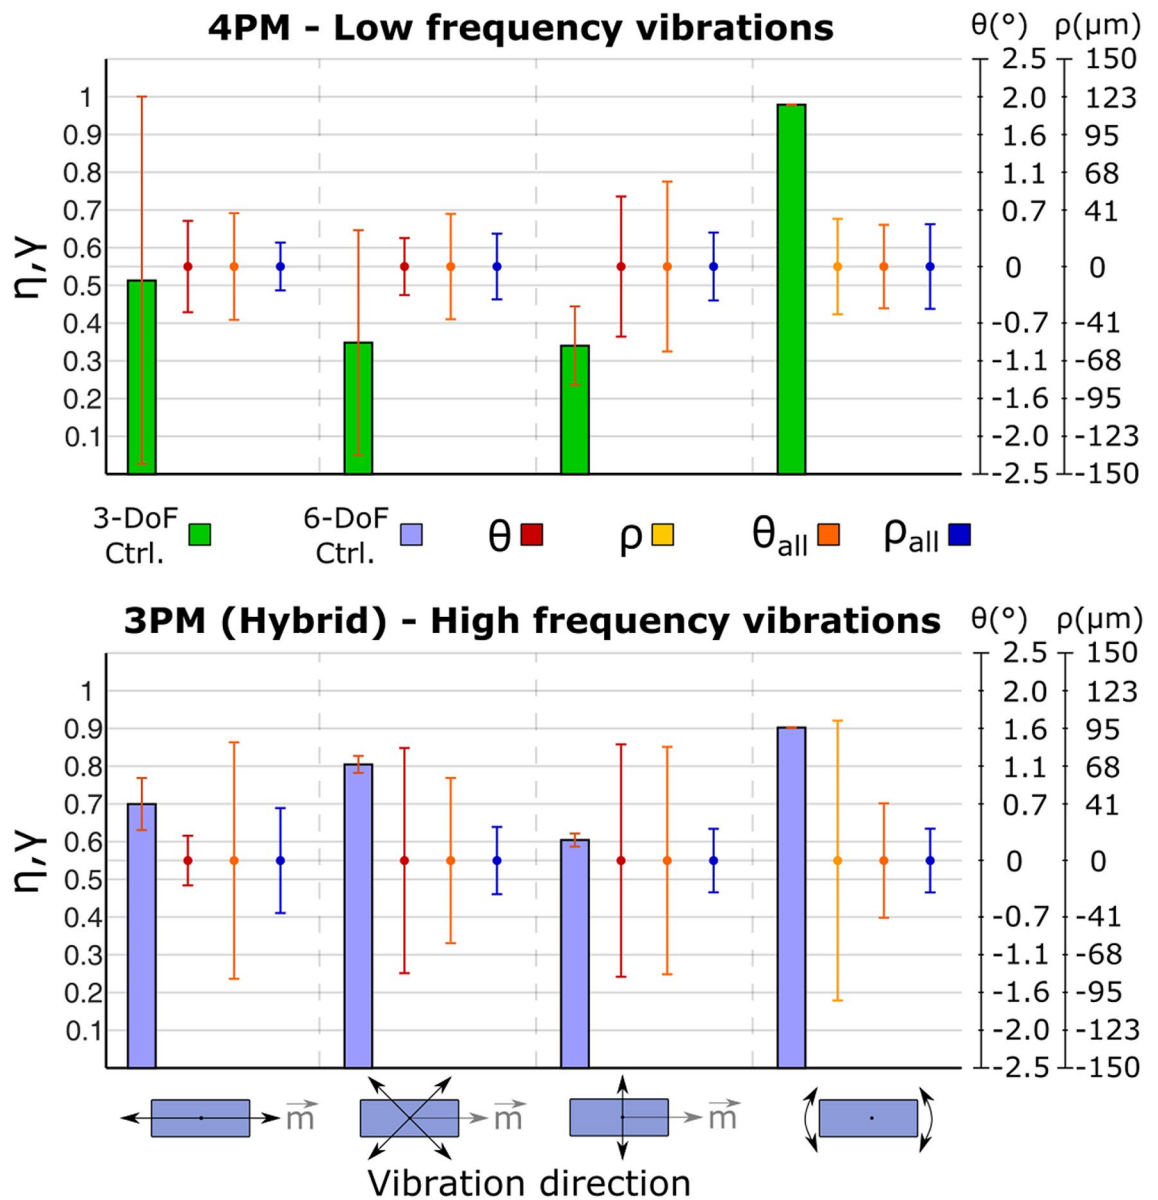 4PM - Low frequency vibrations
θ(°) ρ(μm)
2.5 150
1 2.0 123
0.9 1.6 95
0.8 1.1 68
0.7 0.7 41
0.6
η,γ
0 0
0.5
0.4 -0.7 -41
0.3 -1.1 -68
0.2 -1.6 -95
0.1 -2.0 -123
-2.5 -150
3-DoF Ctrl.
6-DoF Ctrl.
θ
ρ
θall
ρall
3PM (Hybrid) - High frequency vibrations
θ(°) ρ(μm)
2.5 150
1 2.0 123
0.9 1.6 95
0.8 1.1 68
0.7 0.7 41
0.6
η,γ
0 0
0.5
0.4 -0.7 -41
0.3 -1.1 -68
0.2 -1.6 -95
0.1 -2.0 -123
-2.5 -150
m m m
Vibration direction